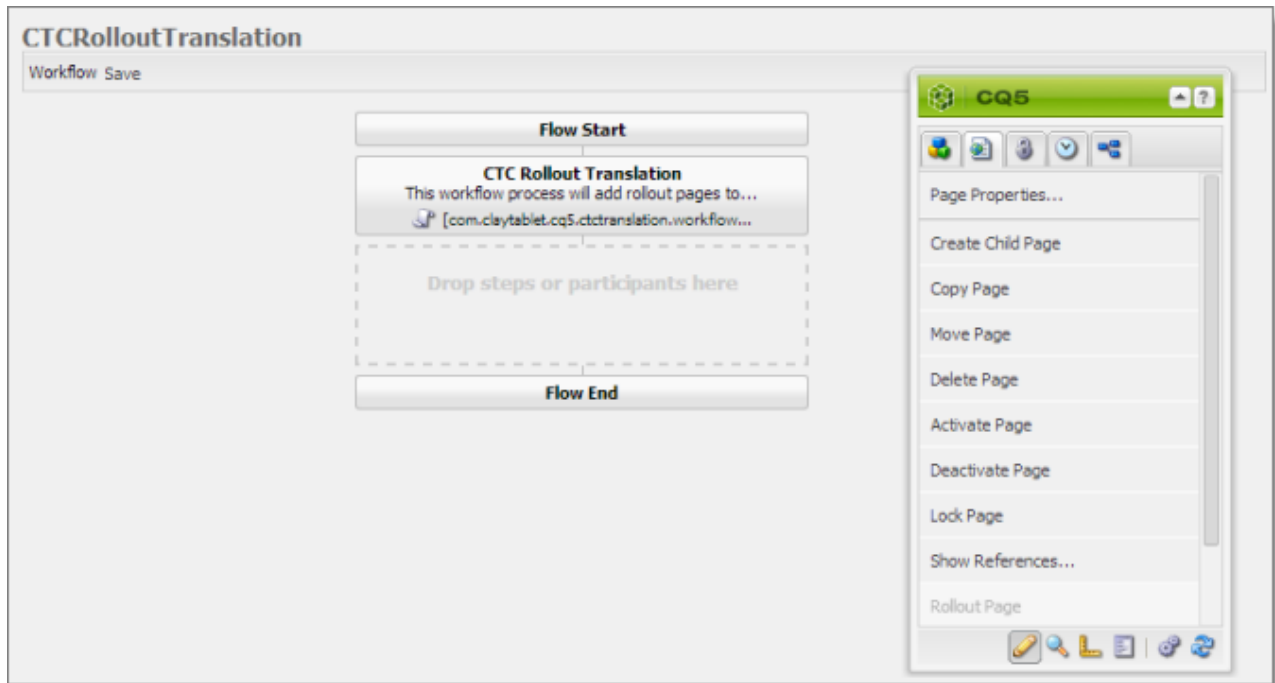 CTCRolloutTranslation
Workflow Save
Flow Start
CTC Rollout Translation
This workflow process will add rollout pages to...
[com.claytablet.cq5.ctctranslation.workflow...
Drop steps or participants here
Flow End
CQ5
?
Page Properties...
Create Child Page
Copy Page
Move Page
Delete Page
Activate Page
Deactivate Page
Lock Page
Show References...
Rollout Page